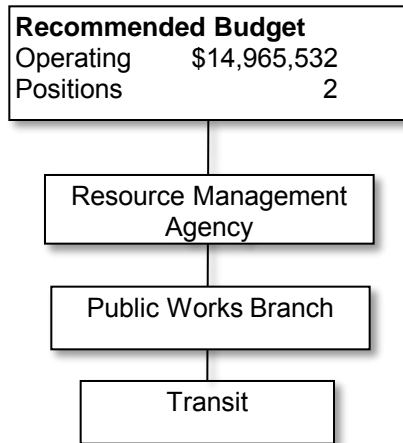 Recommended Budget
Operating $14,965,532
Positions 2
Resource Management
Agency
Public Works Branch
Transit